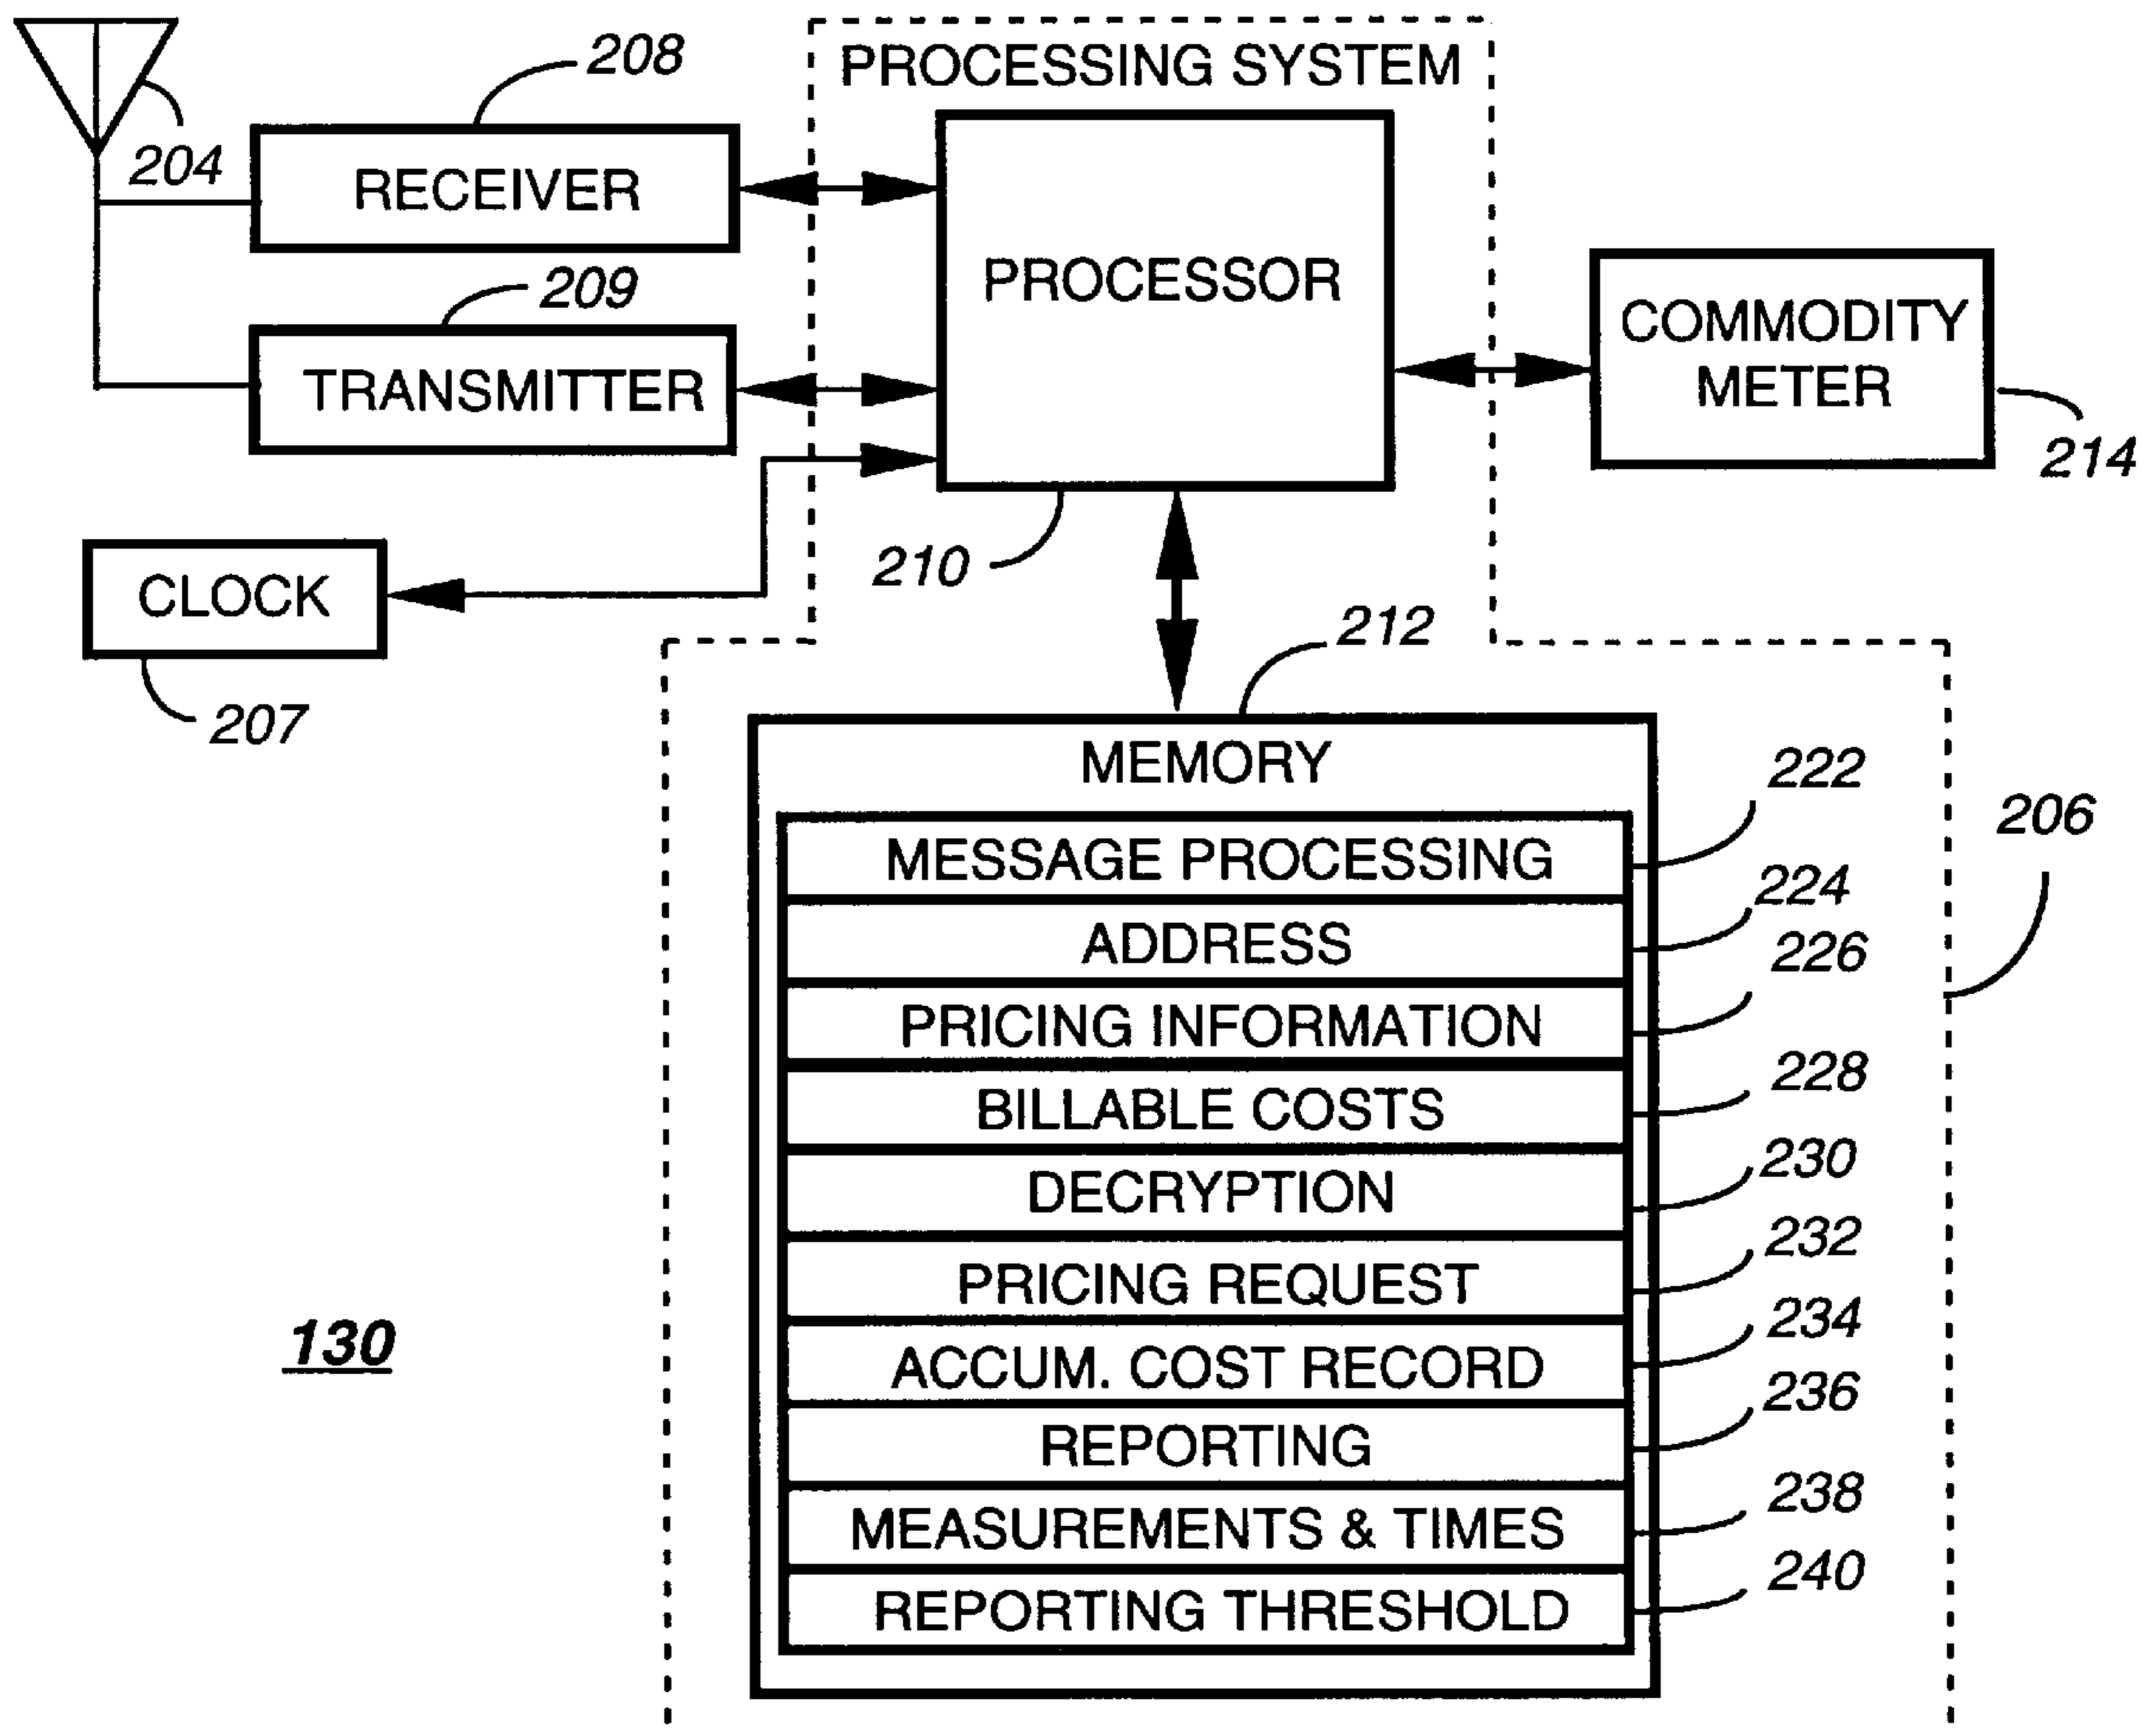 208
PROCESSING SYSTEM
204
RECEIVER
PROCESSOR
209
COMMODITY
METER
TRANSMITTER
214
210
CLOCK
212
207
MEMORY
222
206
MESSAGE PROCESSING
224
ADDRESS
226
PRICING INFORMATION
228
BILLABLE COSTS
230
DECRYPTION
232
PRICING REQUEST
234
130
ACCUM. COST RECORD
236
REPORTING
238
MEASUREMENTS & TIMES
240
REPORTING THRESHOLD